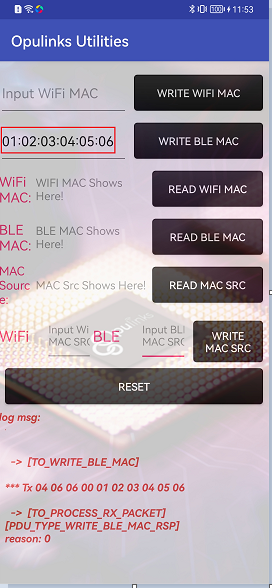 100 11:53
Opulinks Utilities
Input WiFi MAC WRITE WIFI MAC
01:02:03:04:05:06 WRITE BLE MAC
WiFi MAC: WIFI MAC Shows Here! READ WIFI MAC
BLE MAC: BLE MAC Shows Here! READ BLE MAC
MAC Source: MAC Src Shows Here! READ MAC SRC
WiFi Input Wi MAC SRC BLE Input BL MAC SRC WRITE MAC SRC
opulinks
RESET
log msg:
-> [TO_WRITE_BLE_MAC]
*** Tx 04 06 06 00 01 02 03 04 05 06
-> [TO_PROCESS_RX_PACKET]
[PDU_TYPE_WRITE_BLE_MAC_RSP]
reason: 0